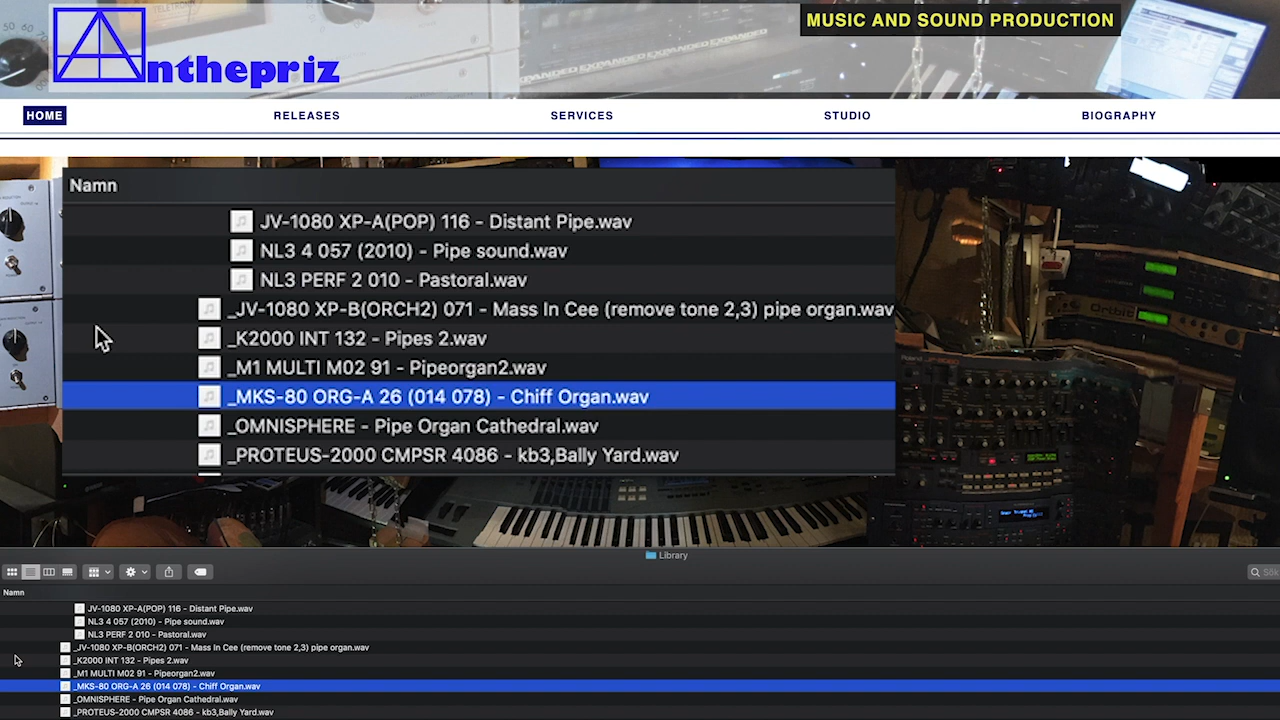 Anthepriz
MUSIC AND SOUND PRODUCTION
HOME
RELEASES
SERVICES
STUDIO
BIOGRAPHY
Namn
JV-1080 XP-A(POP) 116 - Distant Pipe.wav
NL3 4 057 (2010) - Pipe sound.wav
NL3 PERF 2 010 - Pastoral.wav
_JV-1080 XP-B(ORCH2) 071 - Mass In Cee (remove tone 2,3) pipe organ.wav
_K2000 INT 132 - Pipes 2.wav
_M1 MULTI M02 91 - Pipeorgan2.wav
_MKS-80 ORG-A 26 (014 078) - Chiff Organ.wav
_OMNISPHERE - Pipe Organ Cathedral.wav
_PROTEUS-2000 CMPSR 4086 - kb3,Bally Yard.wav
Orbit
Roland
Library
Sök
Namn
JV-1080 XP-A(POP) 116 - Distant Pipe.wav
NL3 4 057 (2010) - Pipe sound.wav
NL3 PERF 2 010 - Pastoral.wav
_JV-1080 XP-B(ORCH2) 071 - Mass In Cee (remove tone 2,3) pipe organ.wav
_K2000 INT 132 - Pipes 2.wav
_M1 MULTI M02 91 - Pipeorgan2.wav
_MKS-80 ORG-A 26 (014 078) - Chiff Organ.wav
_OMNISPHERE - Pipe Organ Cathedral.wav
_PROTEUS-2000 CMPSR 4086 - kb3,Bally Yard.wav